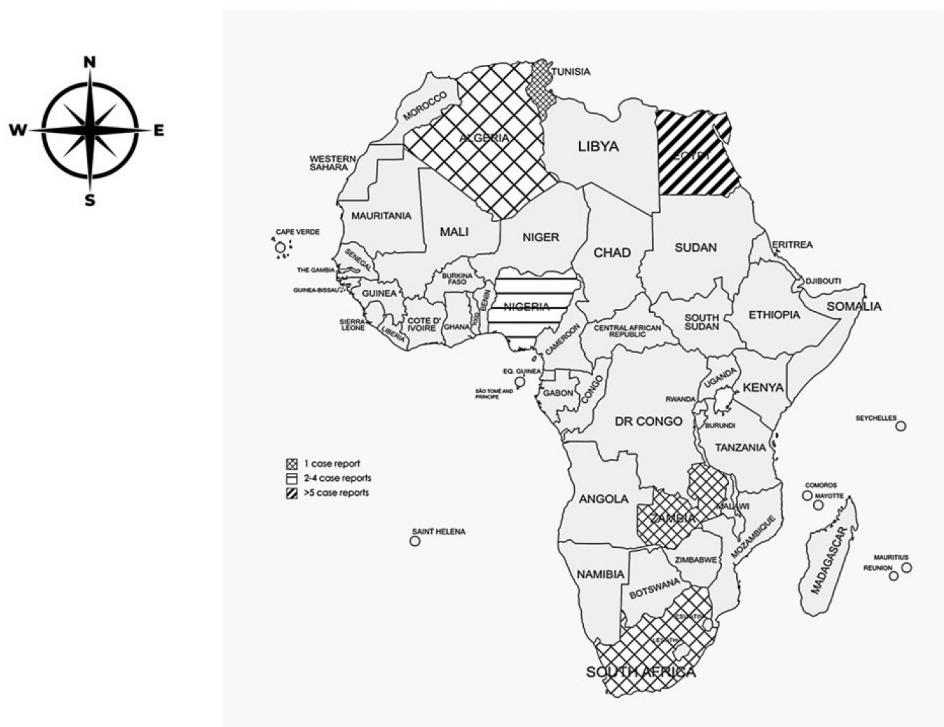 N
W
E
S
TUNISIA
MOROCCO
ALGERIA
LIBYA
EGYPT
WESTERN
SAHARA
MAURITANIA
MALI
NIGER
CHAD
SUDAN
ERITREA
CAPE VERDE
SENEGAL
THE GAMBIA
GUINEA-BISSAU
GUINEA
BURKINA
FASO
BENIN
NIGERIA
DJIBOUTI
SOMALIA
ETHIOPIA
SIERRA
LEONE
LIBERIA
COTE D'
IVOIRE
GHANA
TOGO
CAMEROON
CENTRAL AFRICAN
REPUBLIC
SOUTH
SUDAN
EQ. GUINEA
SÃO TOMÉ AND
PRINCIPE
GABON
CONGO
UGANDA
KENYA
RWANDA
BURUNDI
DR CONGO
TANZANIA
SEYCHELLES
1 case report
2-4 case reports
>5 case reports
ANGOLA
ZAMBIA
MALAWI
COMOROS
MAYOTTE
SAINT HELENA
MOZAMBIQUE
MADAGASCAR
ZIMBABWE
NAMIBIA
BOTSWANA
MAURITIUS
REUNION
ESWATINI
LESOTHO
SOUTH AFRICA